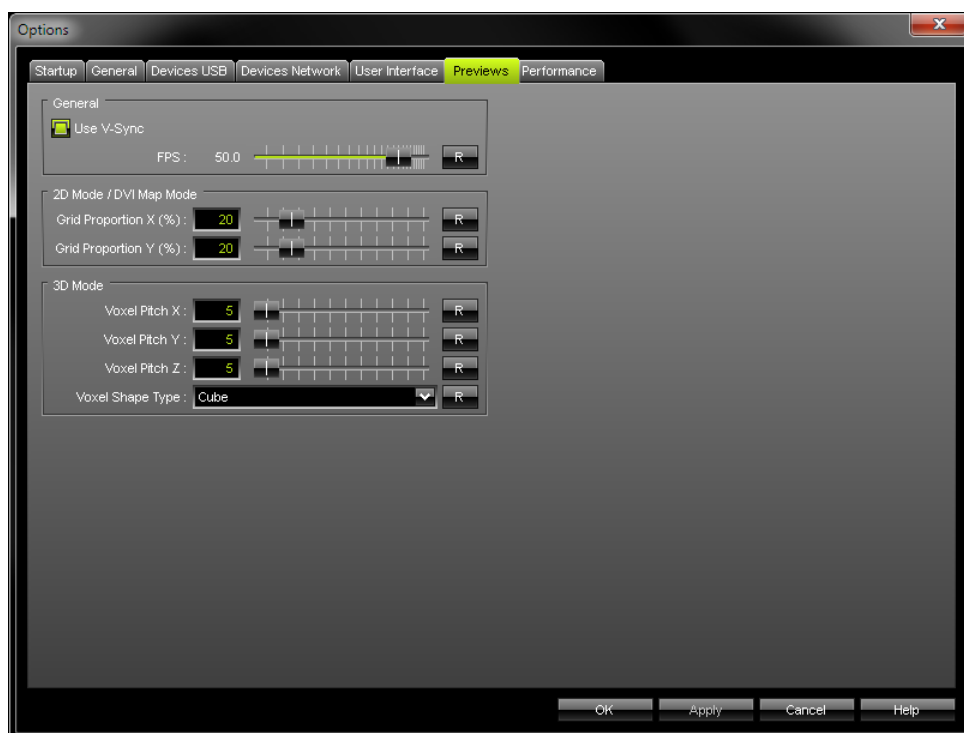 Options
Startup General Devices USB Devices Network User Interface Previews Performance
General
Use V-Sync
FPS : 50.0 R
2D Mode / DVI Map Mode
Grid Proportion X (%) : 20 R
Grid Proportion Y (%) : 20 R
3D Mode
Voxel Pitch X : 5 R
Voxel Pitch Y : 5 R
Voxel Pitch Z : 5 R
Voxel Shape Type : Cube R
OK Apply Cancel Help